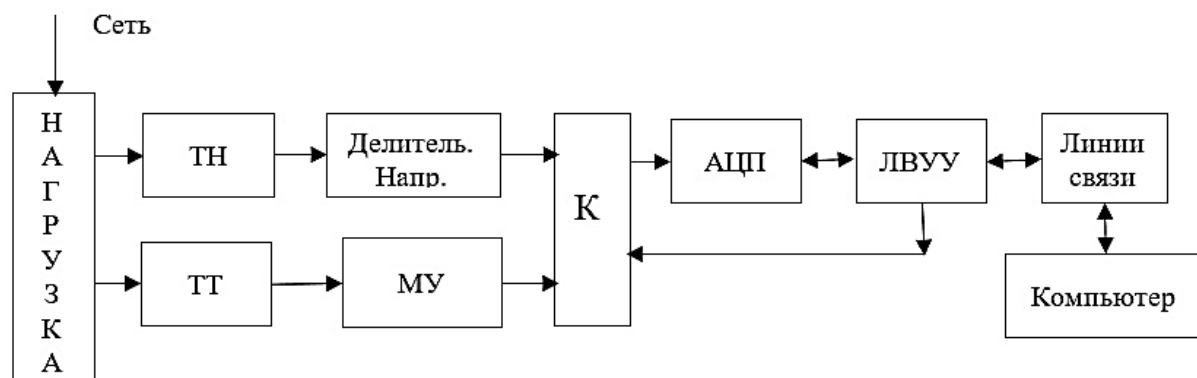 Сеть
Н
А
Г
Р
У
З
К
А
ТН
Делитель.
Напр.
К
АЦП
ЛВУУ
Линии
связи
ТТ
МУ
Компьютер